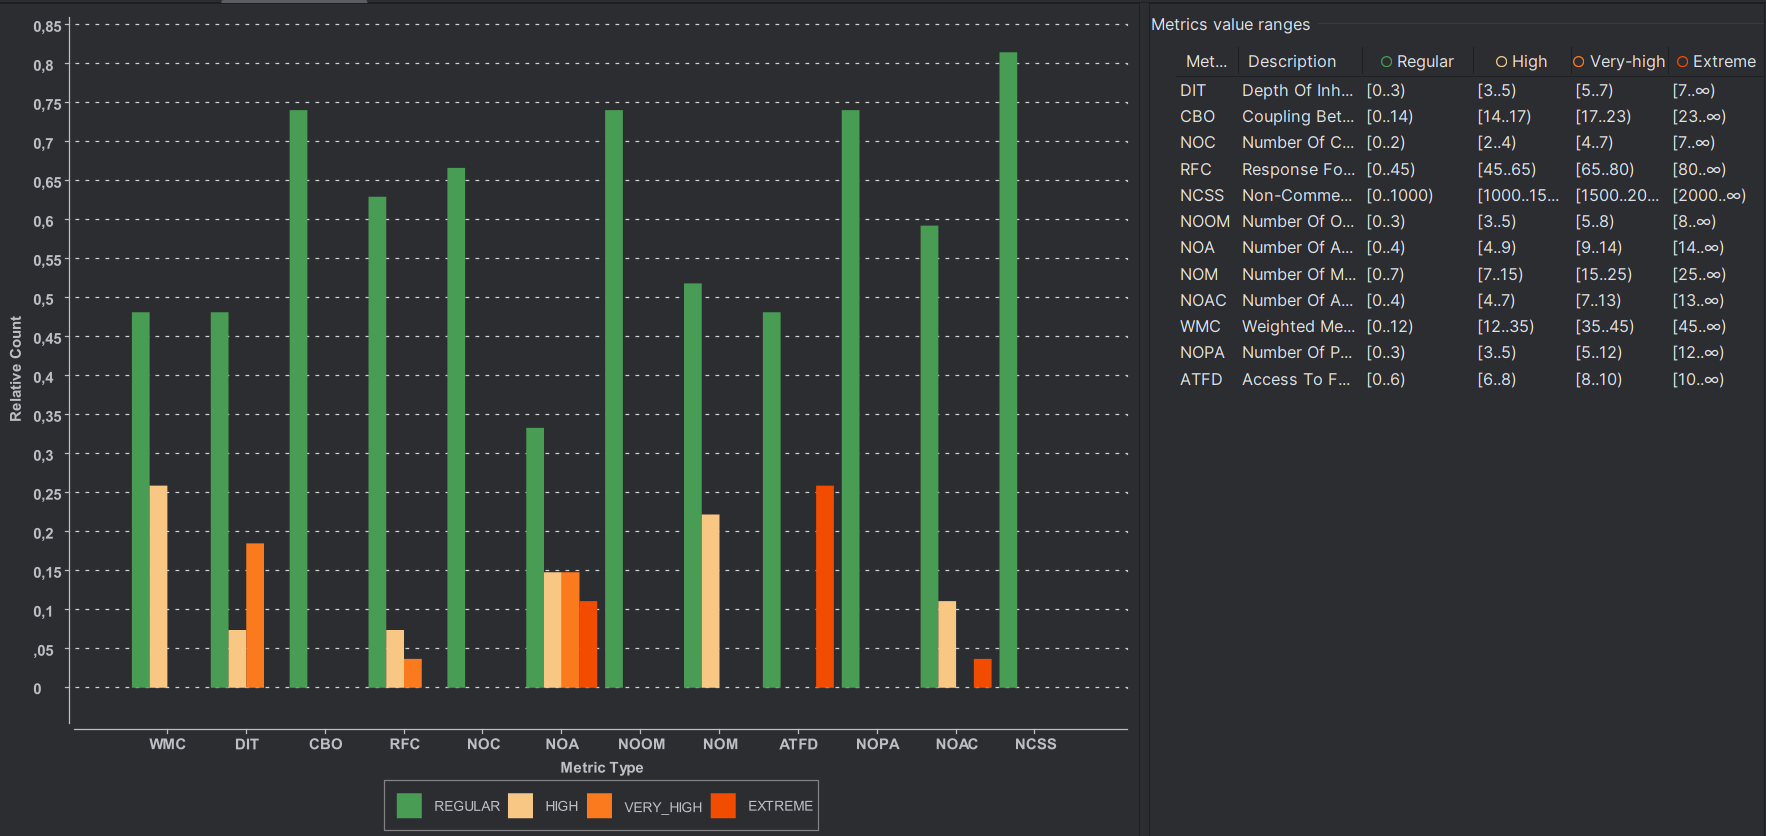 0,85
0,8
0,75
0,7
0,65
0,6
0,55
0,5
0,45
0,4
0,35
0,3
0,25
0,2
0,15
0,1
,05
0
Relative Count
WMC DIT CBO RFC NOC NOA NOOM NOM ATFD NOPA NOAC NCSS
Metric Type
REGULAR HIGH VERY_HIGH EXTREME
Metrics value ranges
Met... Description Regular High Very-high Extreme
DIT Depth Of Inh... [0..3) [3..5) [5..7) [7..∞)
CBO Coupling Bet... [0..14) [14..17) [17..23) [23..∞)
NOC Number Of C... [0..2) [2..4) [4..7) [7..∞)
RFC Response Fo... [0..45) [45..65) [65..80) [80..∞)
NCSS Non-Comme... [0..1000) [1000..15... [1500..20... [2000..∞)
NOOM Number Of O... [0..3) [3..5) [5..8) [8..∞)
NOA Number Of A... [0..4) [4..9) [9..14) [14..∞)
NOM Number Of M... [0..7) [7..15) [15..25) [25..∞)
NOAC Number Of A... [0..4) [4..7) [7..13) [13..∞)
WMC Weighted Me... [0..12) [12..35) [35..45) [45..∞)
NOPA Number Of P... [0..3) [3..5) [5..12) [12..∞)
ATFD Access To F... [0..6) [6..8) [8..10) [10..∞)